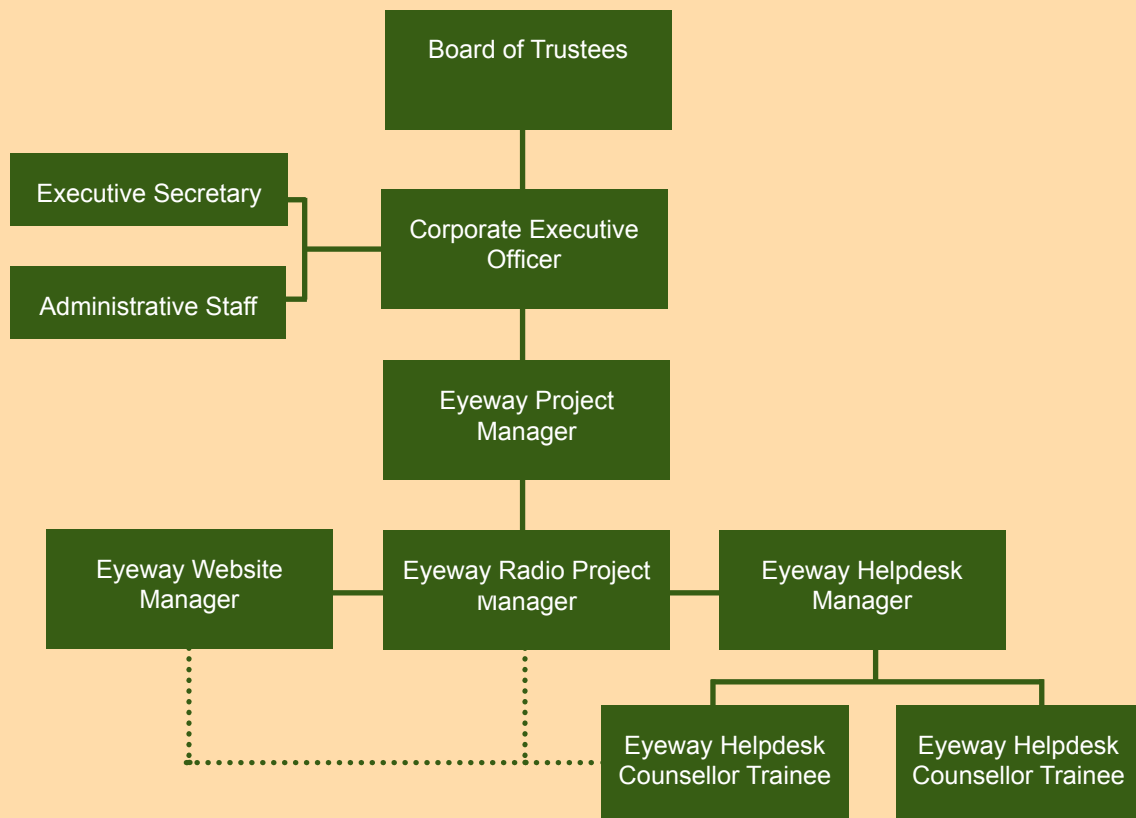 Board of Trustees
Executive Secretary
Corporate Executive
Officer
Administrative Staff
Eyeway Project
Manager
Eyeway Website
Manager
Eyeway Radio Project
Manager
Eyeway Helpdesk
Manager
Eyeway Helpdesk
Counsellor Trainee
Eyeway Helpdesk
Counsellor Trainee